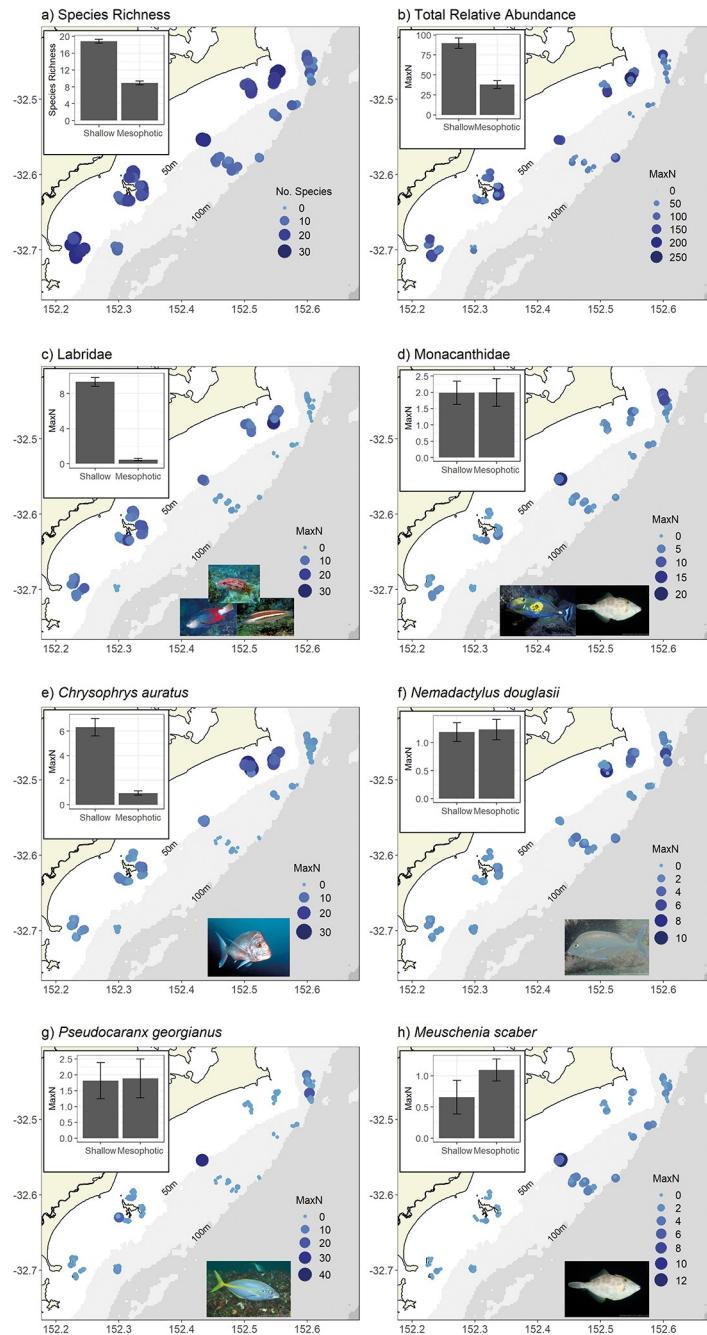 a) Species Richness
20
16
12
8
4
0
Species Richness
Shallow Mesophotic
-32.5
-32.6
-32.7
50m
100m
No. Species
0
10
20
30
152.2 152.3 152.4 152.5 152.6
b) Total Relative Abundance
100
75
50
25
0
MaxN
Shallow Mesophotic
-32.5
-32.6
-32.7
50m
100m
MaxN
0
50
100
150
200
250
152.2 152.3 152.4 152.5 152.6
c) Labridae
8
4
0
MaxN
Shallow Mesophotic
-32.5
-32.6
-32.7
50m
100m
MaxN
0
10
20
30
152.2 152.3 152.4 152.5 152.6
d) Monacanthidae
2.5
2.0
1.5
1.0
0.5
0.0
MaxN
Shallow Mesophotic
-32.5
-32.6
-32.7
50m
100m
MaxN
0
5
10
15
20
152.2 152.3 152.4 152.5 152.6
e) Chrysophrys auratus
6
4
2
0
MaxN
Shallow Mesophotic
-32.5
-32.6
-32.7
50m
100m
MaxN
0
10
20
30
152.2 152.3 152.4 152.5 152.6
f) Nemadactylus douglasii
1.0
0.5
0.0
MaxN
Shallow Mesophotic
-32.5
-32.6
-32.7
50m
100m
MaxN
0
2
4
6
8
10
152.2 152.3 152.4 152.5 152.6
g) Pseudocaranx georgianus
2.5
2.0
1.5
1.0
0.5
0.0
MaxN
Shallow Mesophotic
-32.5
-32.6
-32.7
50m
100m
MaxN
0
10
20
30
40
152.2 152.3 152.4 152.5 152.6
h) Meuschenia scaber
1.0
0.5
0.0
MaxN
Shallow Mesophotic
-32.5
-32.6
-32.7
50m
100m
MaxN
0
2
4
6
8
10
12
152.2 152.3 152.4 152.5 152.6